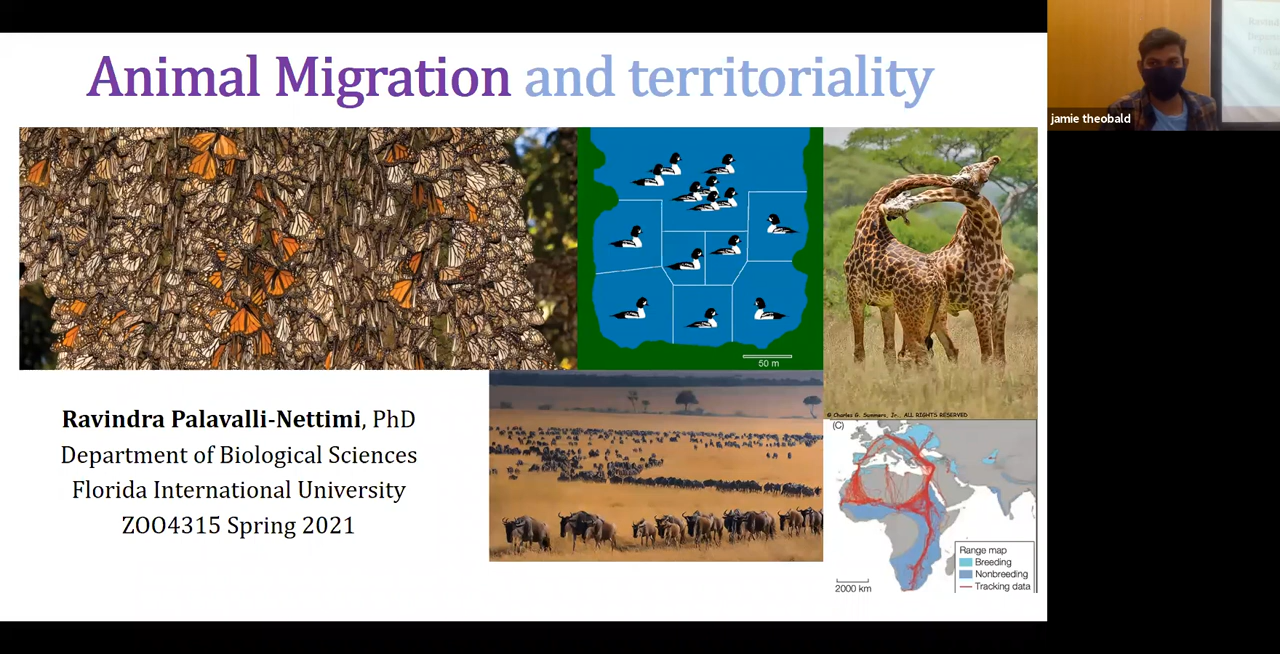 Animal Migration and territoriality
jamie theobald
50 m
© Charles G. Summers, Jr. ALL RIGHTS RESERVED
Ravindra Palavalli-Nettimi, PhD
Department of Biological Sciences
Florida International University
ZOO4315 Spring 2021
(C)
Range map
Breeding
Nonbreeding
Tracking data
2000 km